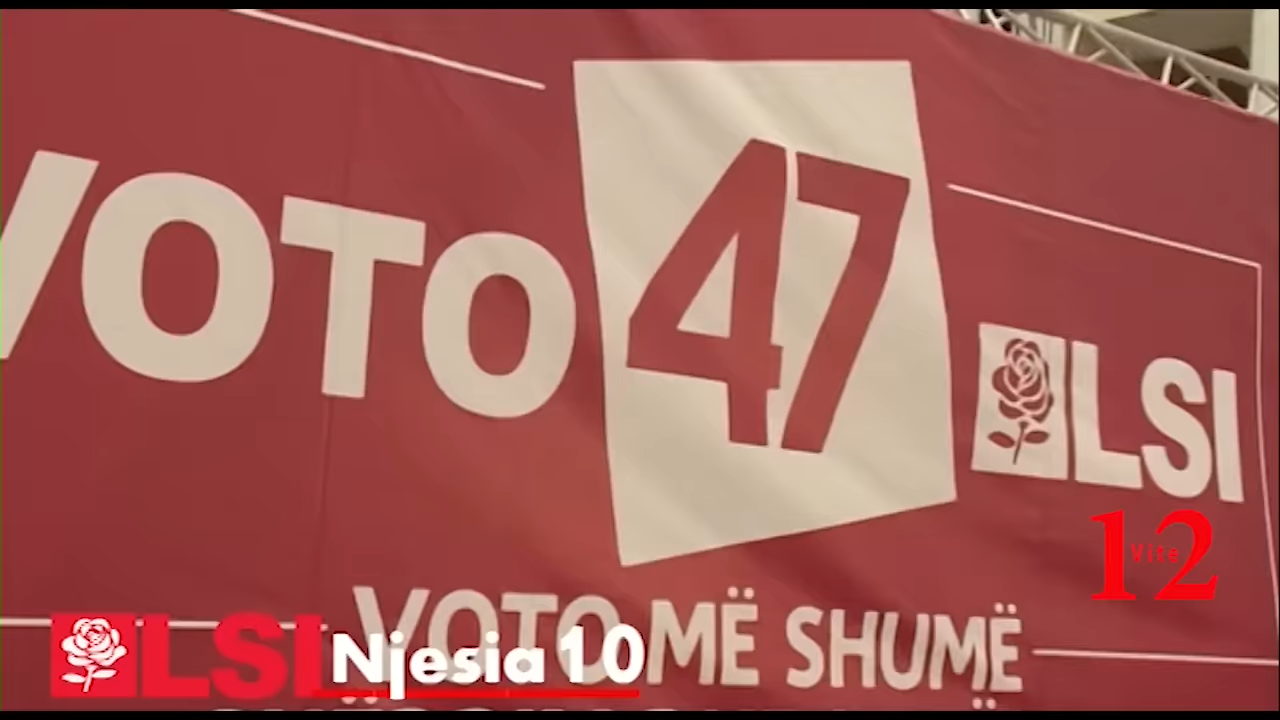 VOTO 47 LSI
12
Vite
VOTO MË SHUMË
LSI Njesia 10